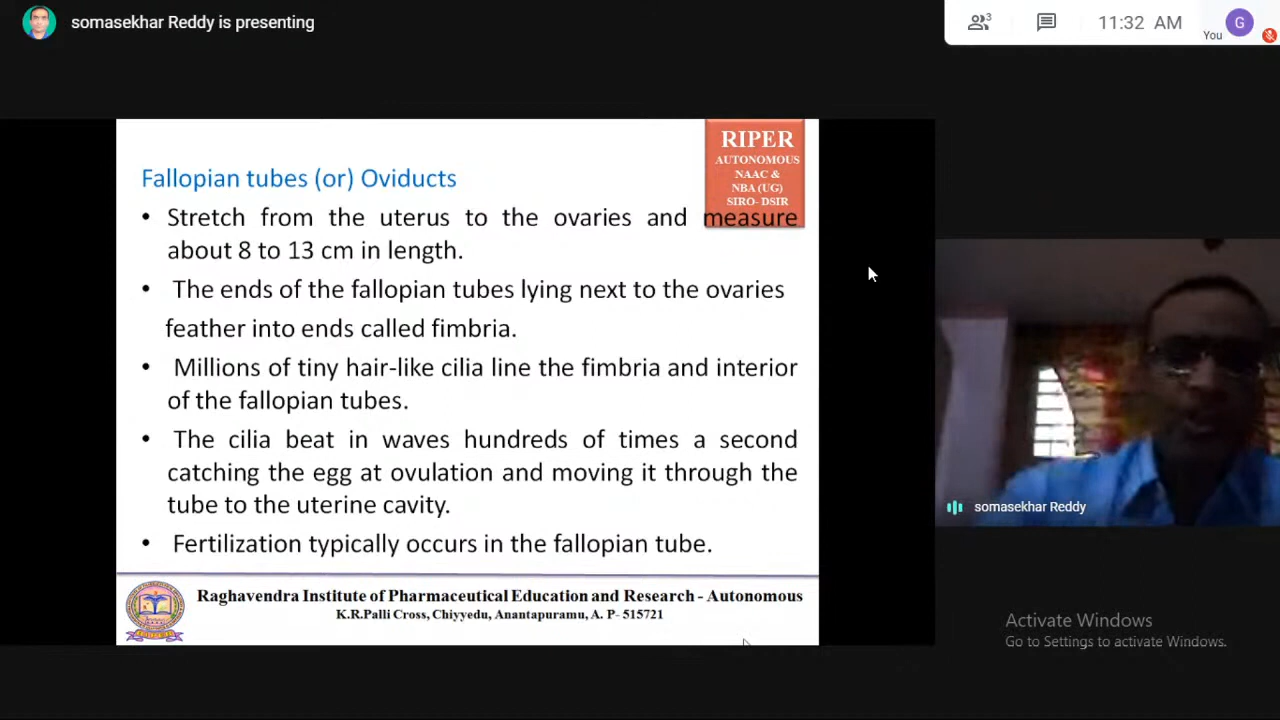 somasekhar Reddy is presenting
3
11:32 AM
You
G
RIPER
AUTONOMOUS
NAAC &
NBA (UG)
SIRO- DSIR
Fallopian tubes (or) Oviducts
• Stretch from the uterus to the ovaries and measure
about 8 to 13 cm in length.
• The ends of the fallopian tubes lying next to the ovaries
feather into ends called fimbria.
• Millions of tiny hair-like cilia line the fimbria and interior
of the fallopian tubes.
• The cilia beat in waves hundreds of times a second
catching the egg at ovulation and moving it through the
tube to the uterine cavity.
• Fertilization typically occurs in the fallopian tube.
Raghavendra Institute of Pharmaceutical Education and Research - Autonomous
K.R.Palli Cross, Chiyyedu, Anantapuramu, A. P- 515721
somasekhar Reddy
Activate Windows
Go to Settings to activate Windows.